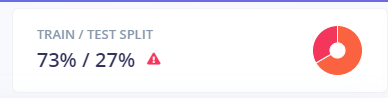 TRAIN / TEST SPLIT
73% / 27%